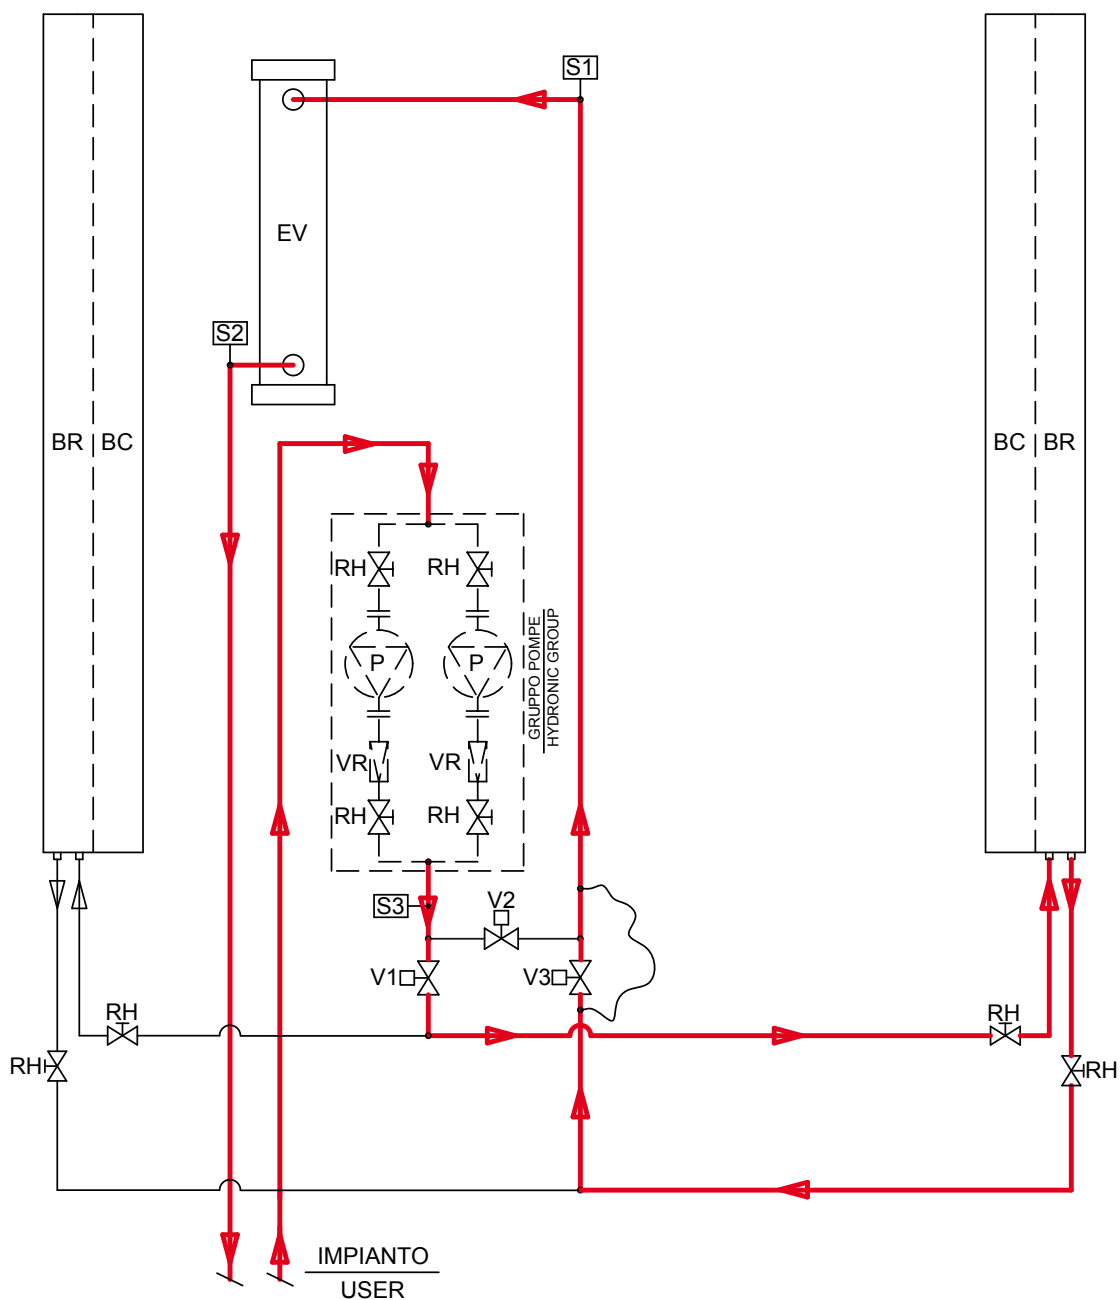 S1
EV
S2
BR
BC
BC
BR
RH
RH
P
P
GRUPPO POMPE
HYDRONIC GROUP
VR
VR
RH
RH
S3
V2
V1
V3
RH
RH
RH
RH
IMPIANTO
USER